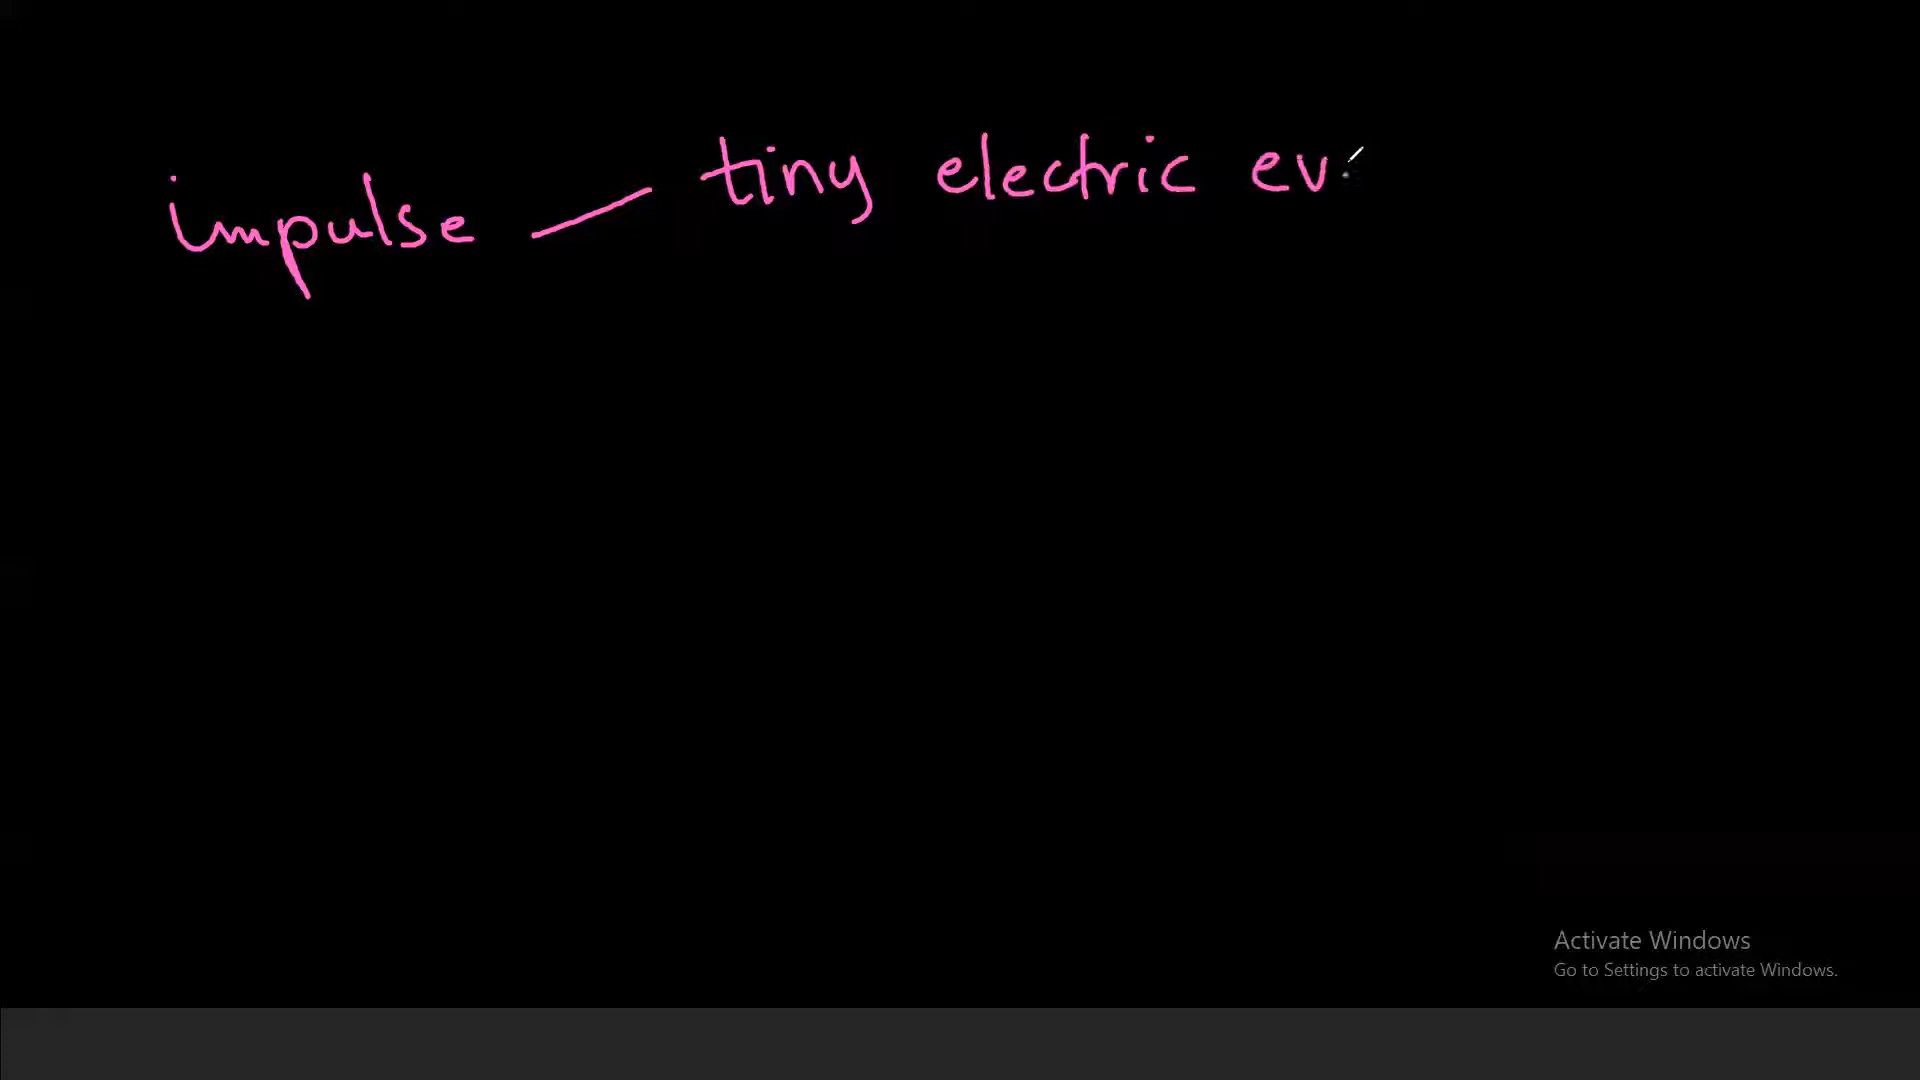 impulse — tiny electric ev
Activate Windows
Go to Settings to activate Windows.